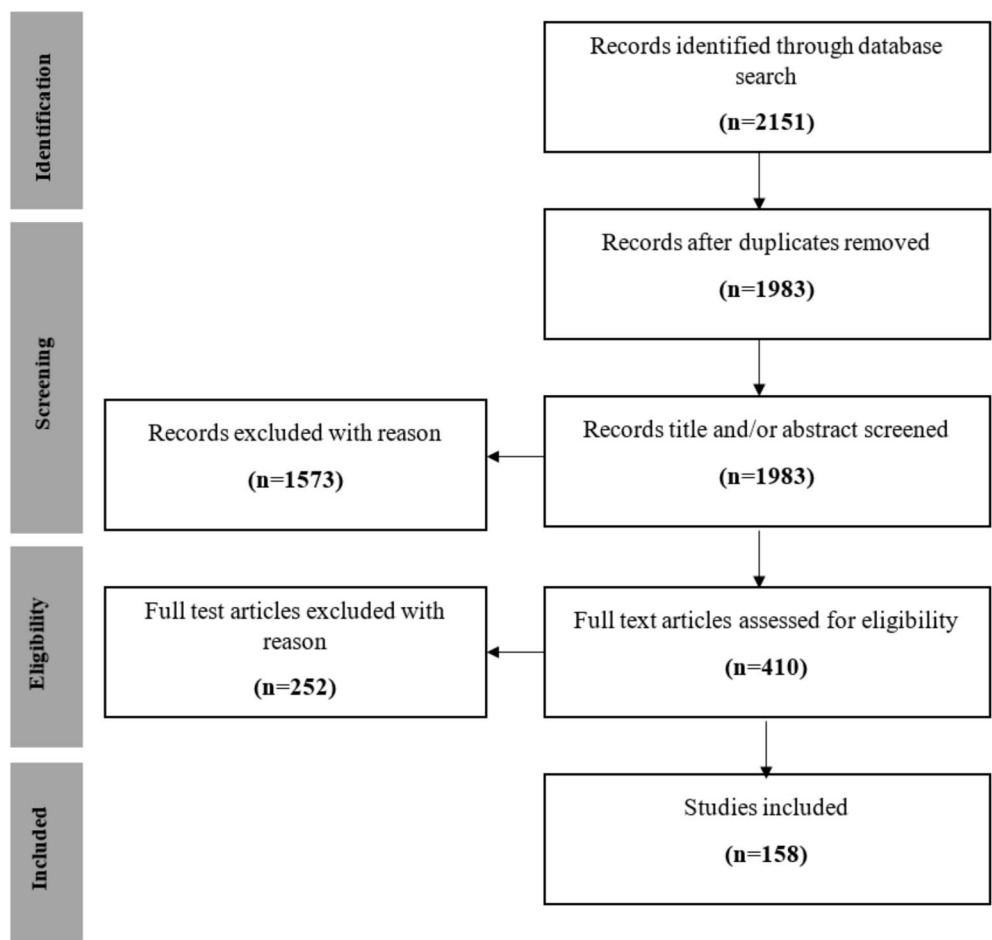 Identification
Records identified through database
search
(n=2151)
Records after duplicates removed
(n=1983)
Screening
Records title and/or abstract screened
(n=1983)
Records excluded with reason
(n=1573)
Eligibility
Full text articles assessed for eligibility
(n=410)
Full test articles excluded with
reason
(n=252)
Included
Studies included
(n=158)